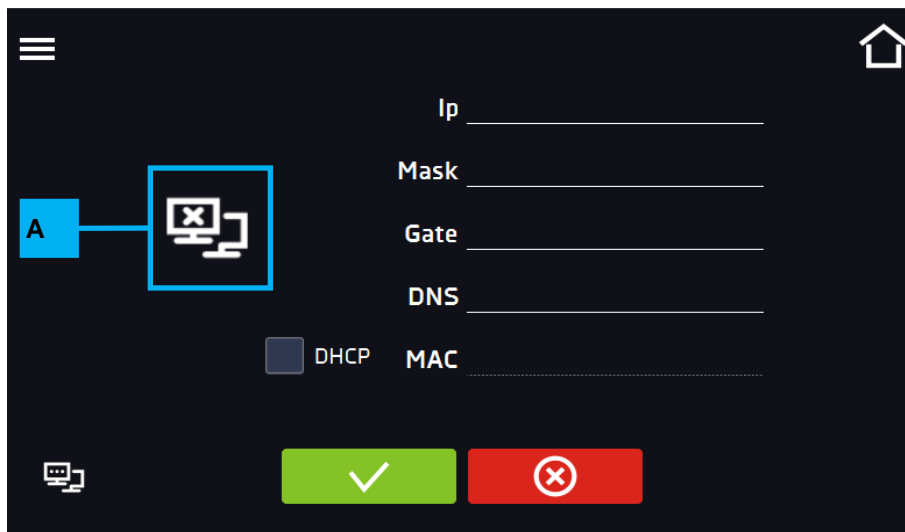 Ip
Mask
A
Gate
DNS
DHCP MAC